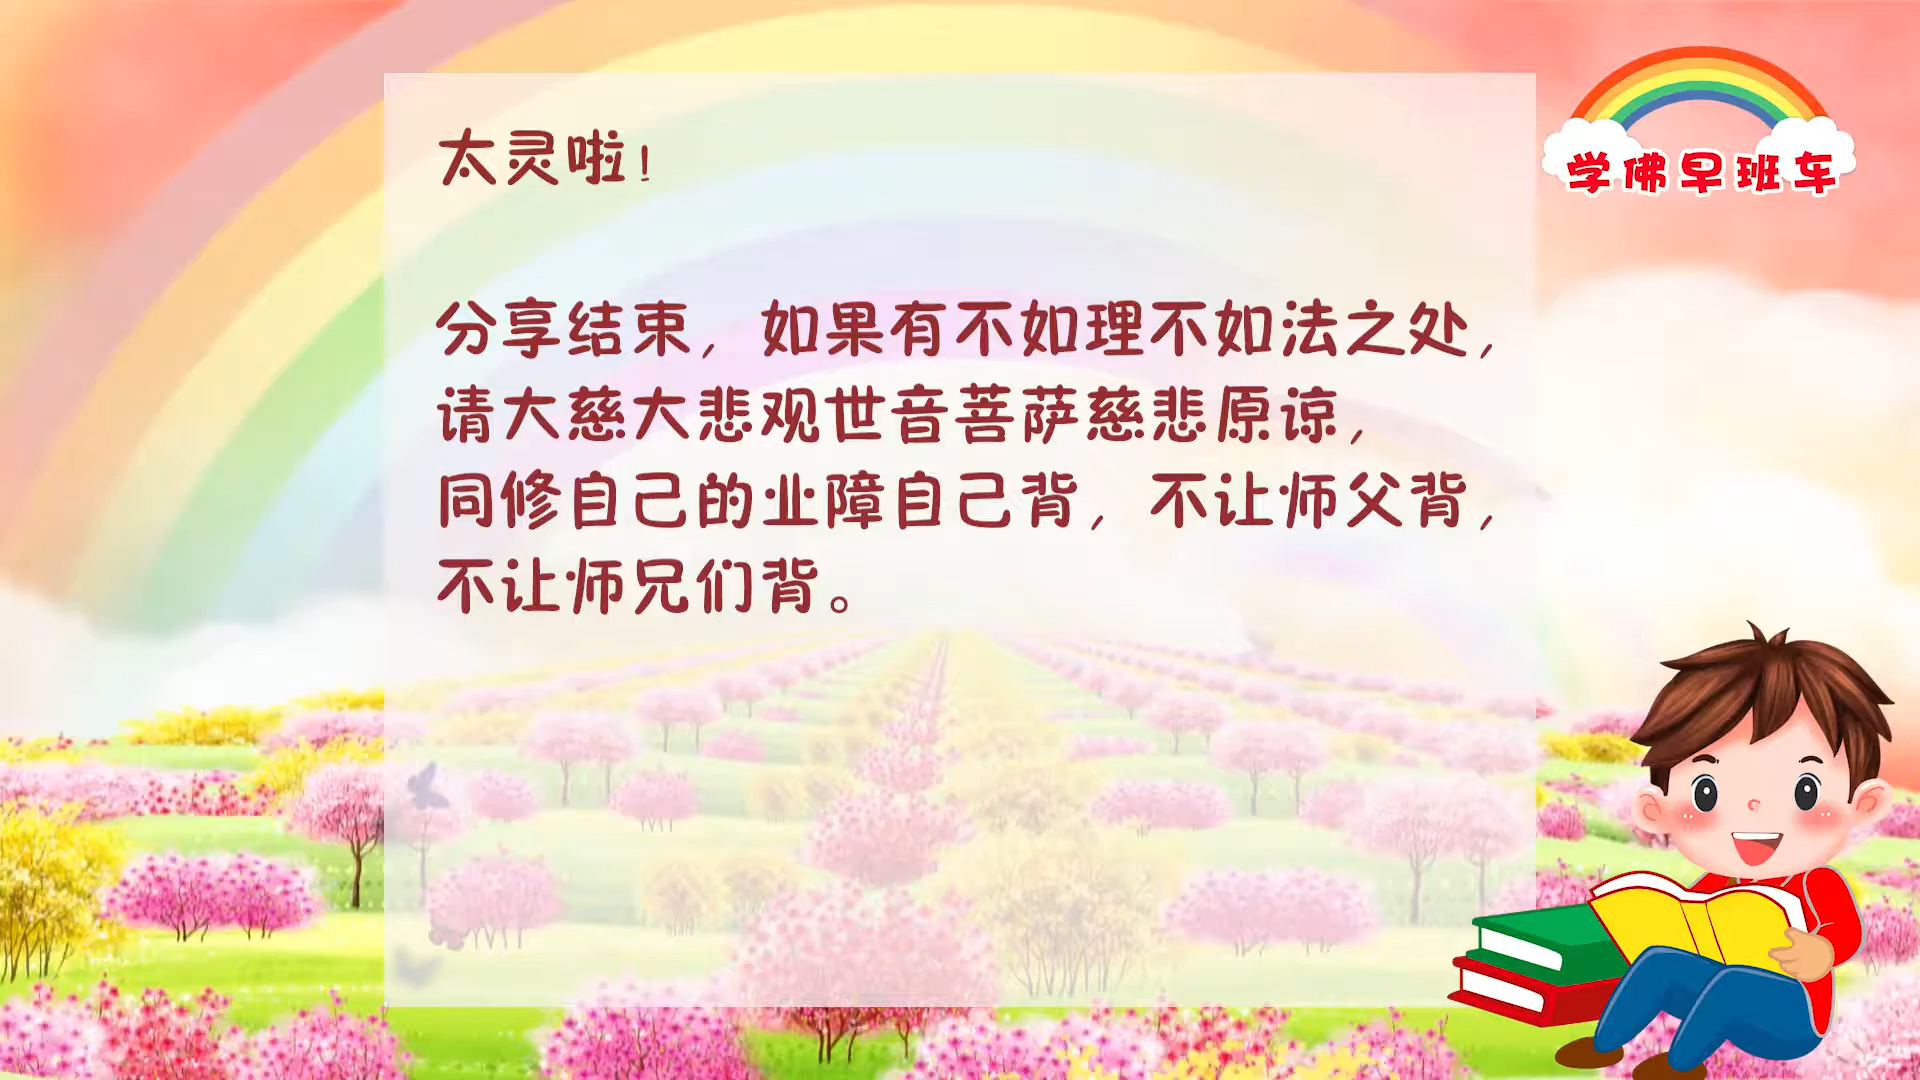 太灵啦！
学佛早班车
分享结束，如果有不如理不如法之处，
请大慈大悲观世音菩萨慈悲原谅，
同修自己的业障自己背，不让师父背，
不让师兄们背。